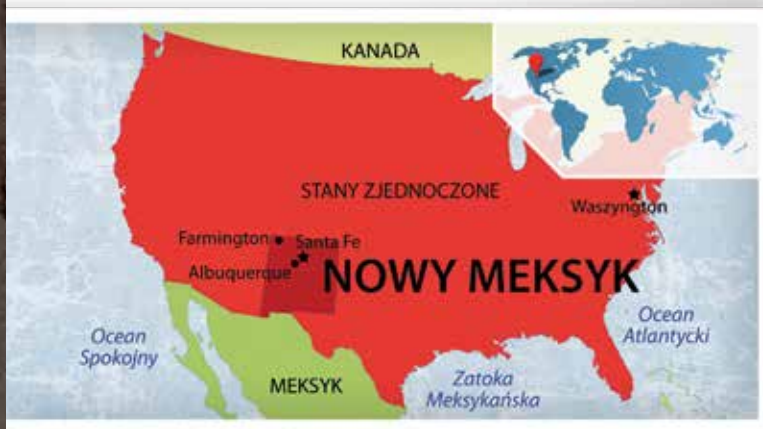 KANADA
STANY ZJEDNOCZONE
Waszyngton
Farmington
Santa Fe
Albuquerque
NOWY MEKSYK
Ocean
Spokojny
Ocean
Atlantycki
MEKSYK
Zatoka
Meksykańska